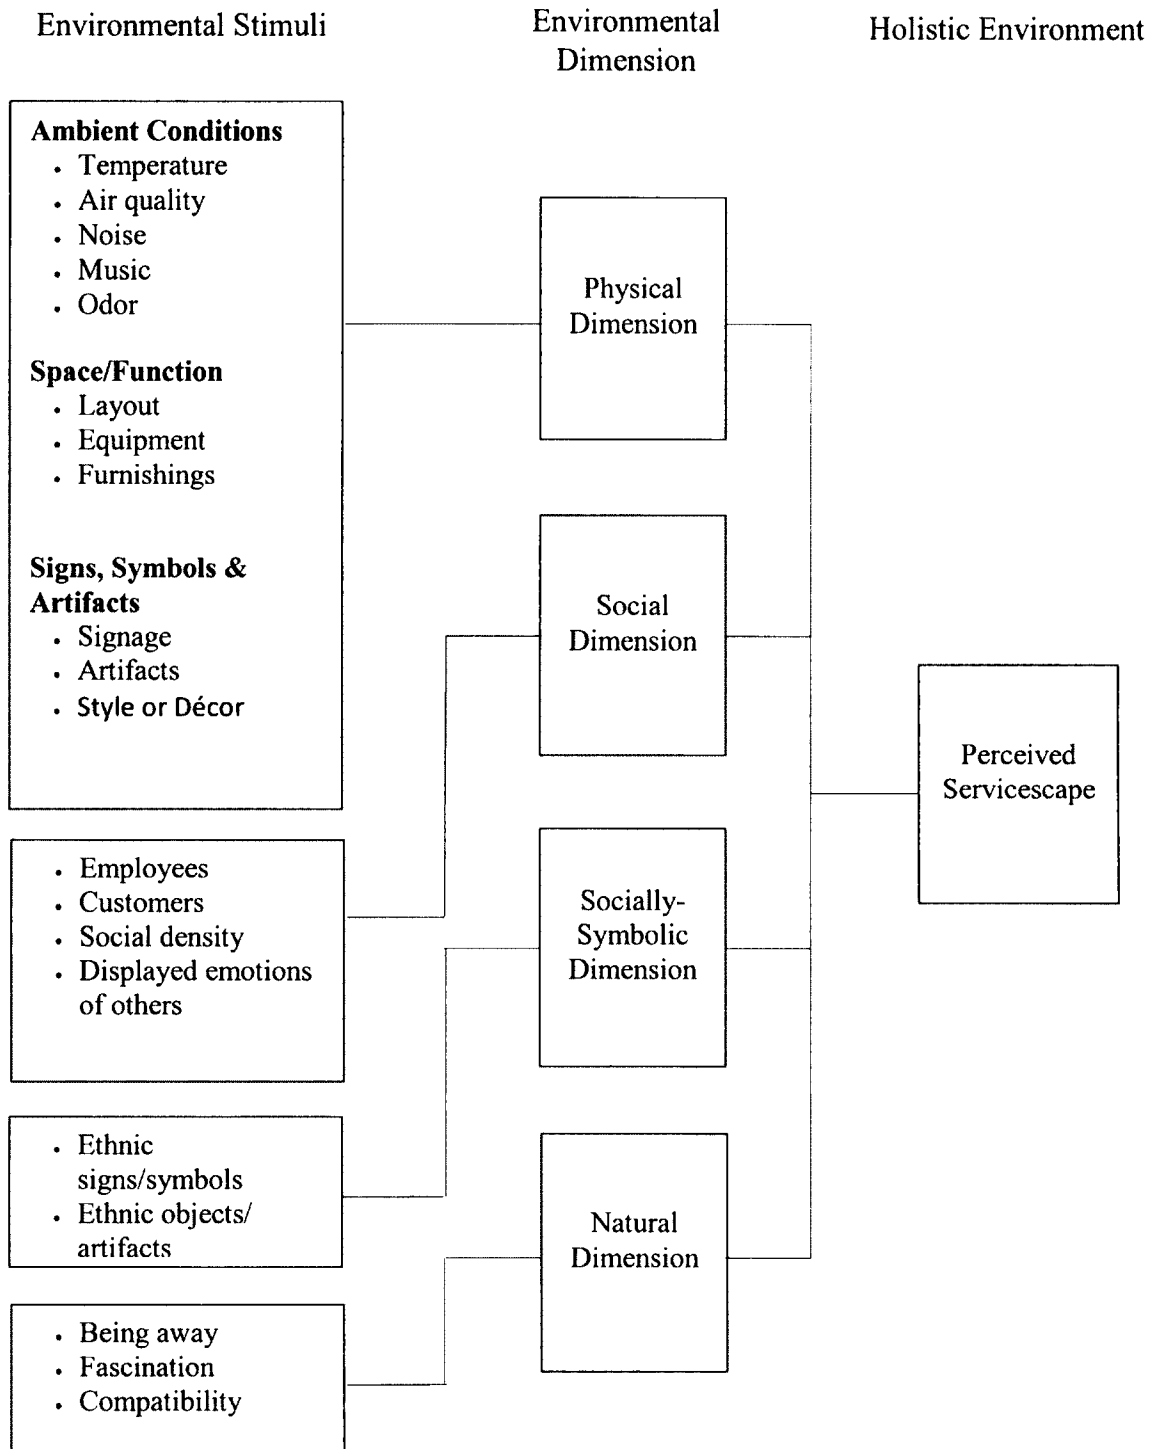 Environmental Stimuli
Environmental
Dimension
Holistic Environment
Ambient Conditions
• Temperature
• Air quality
• Noise
• Music
• Odor
Space/Function
• Layout
• Equipment
• Furnishings
Signs, Symbols &
Artifacts
• Signage
• Artifacts
• Style or Décor
• Employees
• Customers
• Social density
• Displayed emotions
of others
• Ethnic
signs/symbols
• Ethnic objects/
artifacts
• Being away
• Fascination
• Compatibility
Physical
Dimension
Social
Dimension
Socially-
Symbolic
Dimension
Natural
Dimension
Perceived
Servicescape